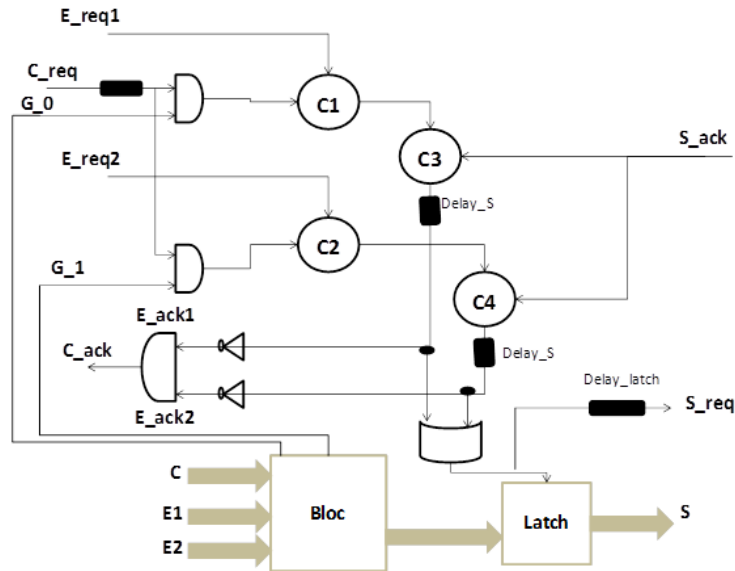 E_req1
C_req
G_0
C1
C3
S_ack
E_req2
Delay_S
C2
G_1
C4
E_ack1
C_ack
Delay_S
E_ack2
Delay_latch
S_req
C
E1
E2
Bloc
Latch
S